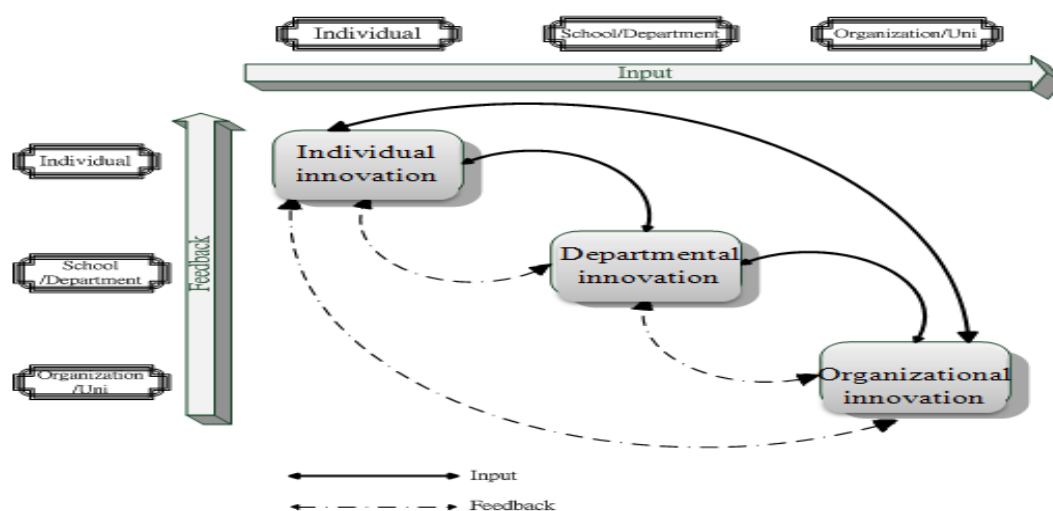 Individual
School/Department
Organization/Uni
Input
Individual
School
/Department
Organization
/Uni
Feedback
Individual
innovation
Departmental
innovation
Organizational
innovation
Input
Feedback